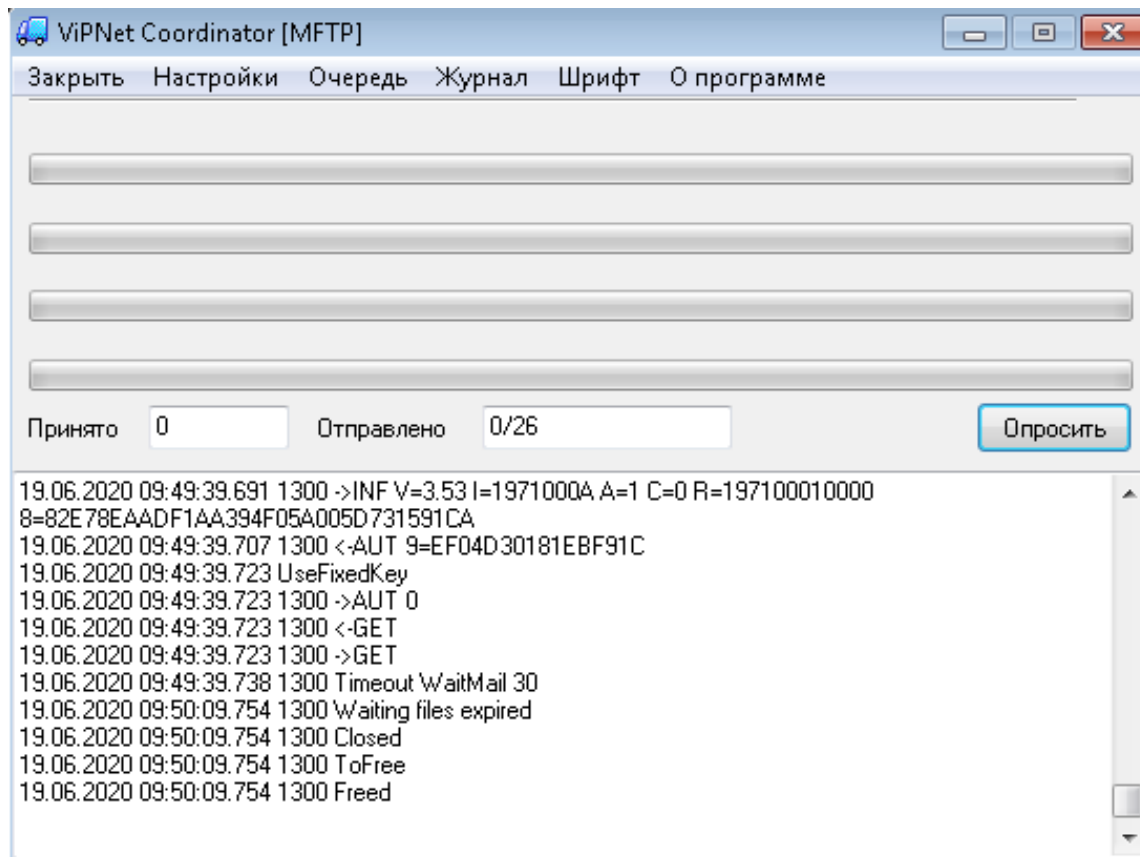 ViPNet Coordinator [MFTP]
Закрыть Настройки Очередь Журнал Шрифт О программе
Принято 0 Отправлено 0/26 Опросить
19.06.2020 09:49:39.691 1300 ->INF V=3.53 I=1971000A A=1 C=0 R=197100010000
8=82E78EAADF1AA394F05A005D731591CA
19.06.2020 09:49:39.707 1300 <-AUT 9=EF04D30181EBF91C
19.06.2020 09:49:39.723 UseFixedKey
19.06.2020 09:49:39.723 1300 ->AUT 0
19.06.2020 09:49:39.723 1300 <-GET
19.06.2020 09:49:39.723 1300 ->GET
19.06.2020 09:49:39.738 1300 Timeout WaitMail 30
19.06.2020 09:50:09.754 1300 Waiting files expired
19.06.2020 09:50:09.754 1300 Closed
19.06.2020 09:50:09.754 1300 ToFree
19.06.2020 09:50:09.754 1300 Freed